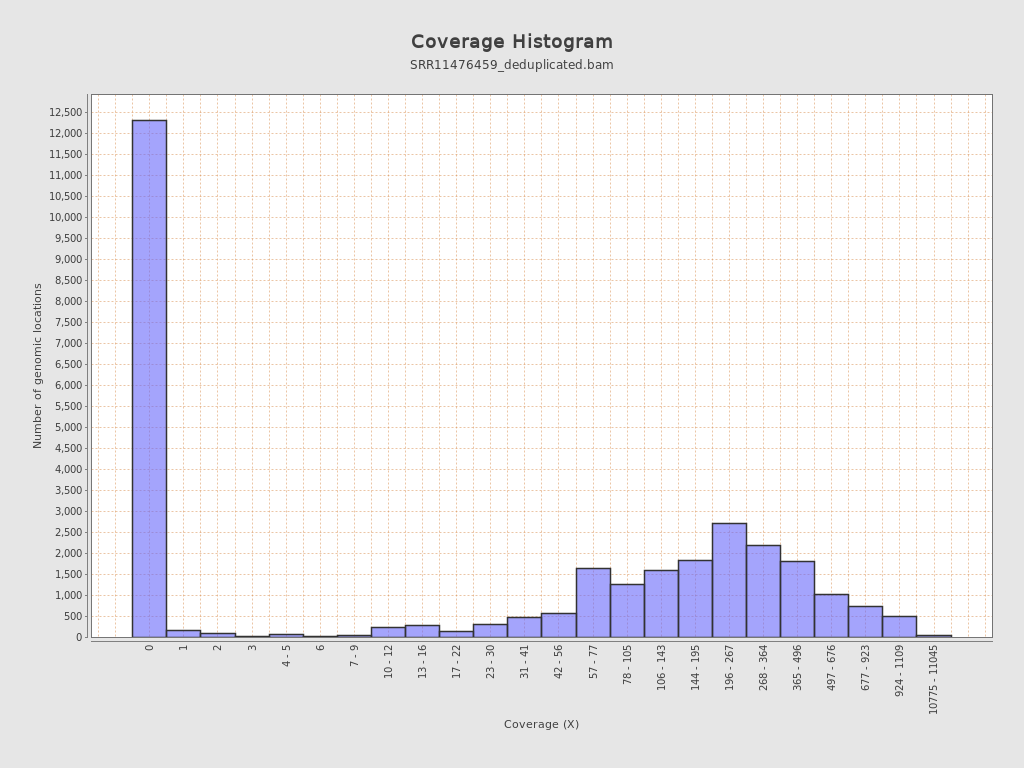 Coverage Histogram
SRR11476459_deduplicated.bam
12,500
12,000
11,500
11,000
10,500
10,000
9,500
9,000
8,500
8,000
7,500
7,000
6,500
6,000
5,500
5,000
4,500
4,000
3,500
3,000
2,500
2,000
1,500
1,000
500
0
Number of genomic locations
0
1
2
3
4 - 5
6
7 - 9
10 - 12
13 - 16
17 - 22
23 - 30
31 - 41
42 - 56
57 - 77
78 - 105
106 - 143
144 - 195
196 - 267
268 - 364
365 - 496
497 - 676
677 - 923
924 - 1109
10775 - 11045
Coverage (X)